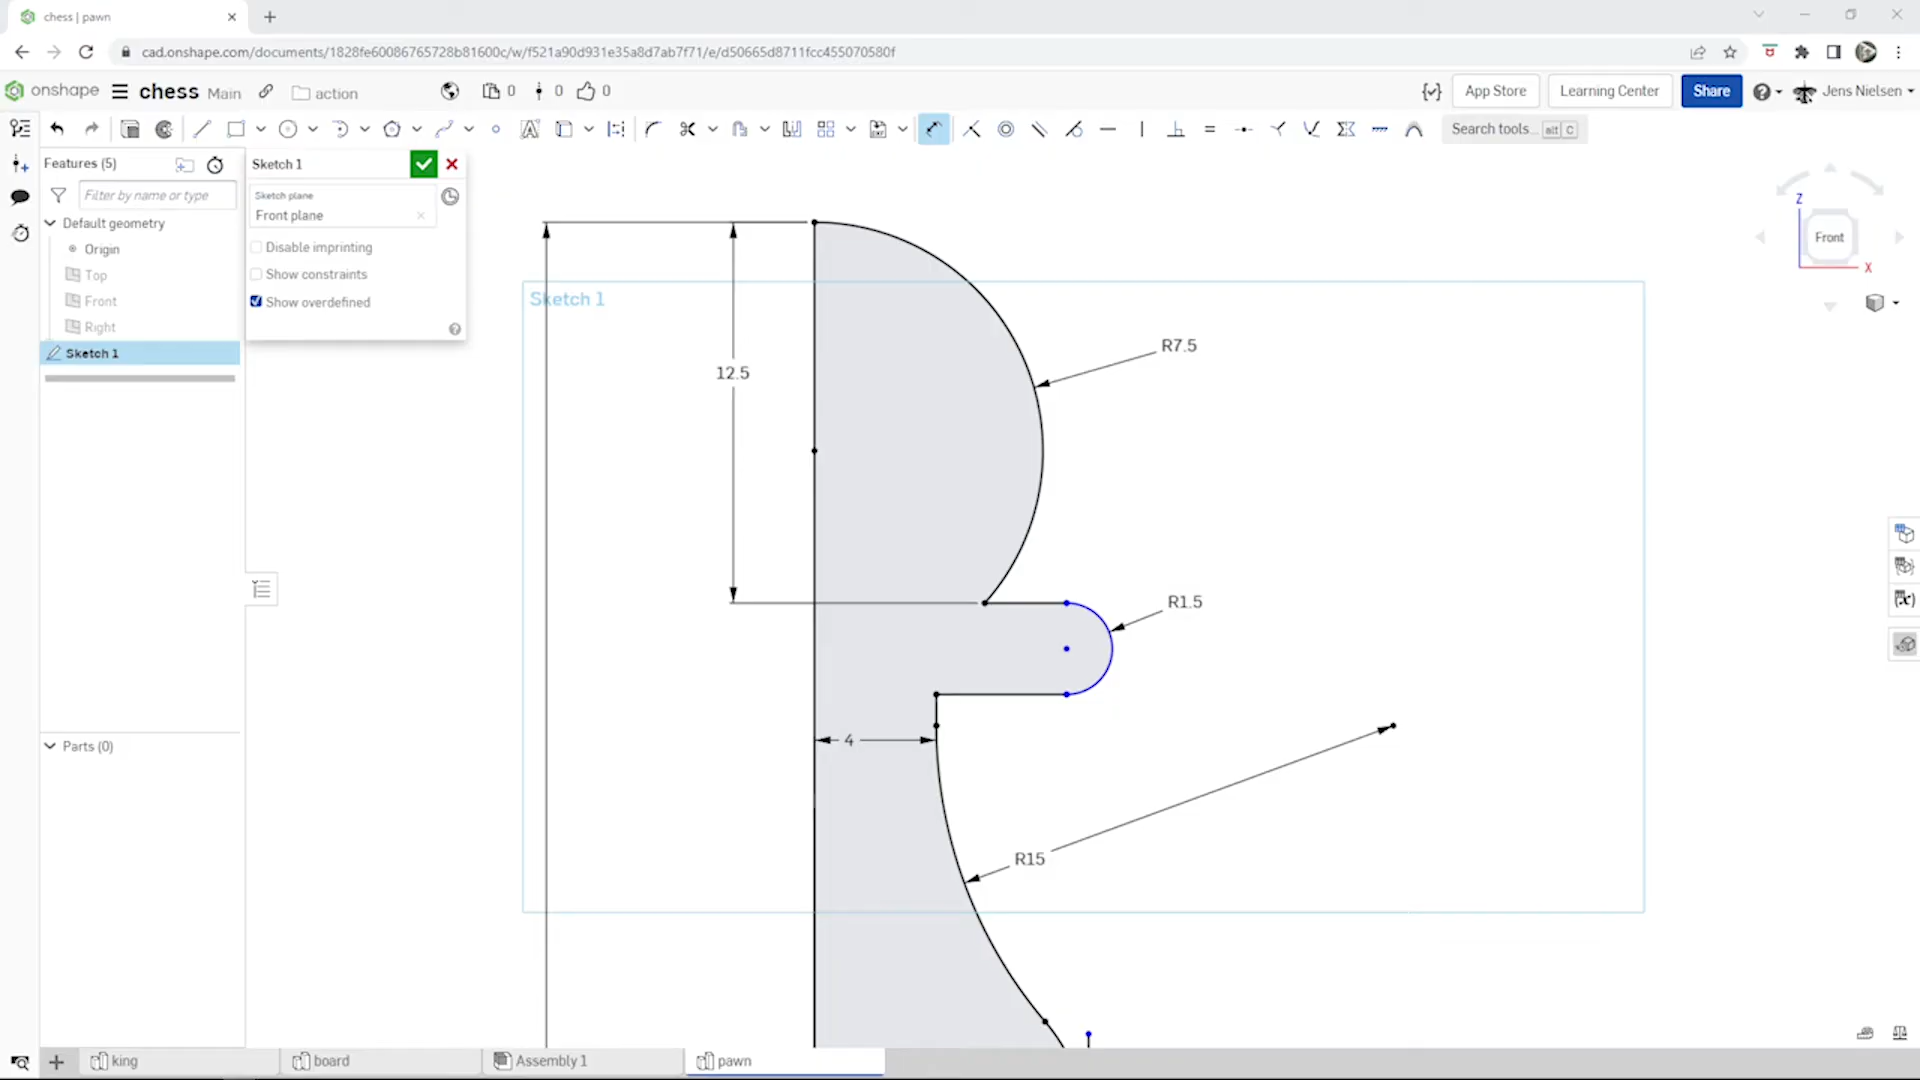 chess | pawn
cad.onshape.com/documents/1828fe60086765728b81600c/w/f521a90d931e35a8d7ab7f71/e/d50665d8711fcc455070580f
onshape chess Main action 0 0 0 App Store Learning Center Share Jens Nielsen
Search tools... alt C
Features (5)
Filter by name or type
Default geometry
Origin
Top
Front
Right
Sketch 1
Parts (0)
Sketch 1
Sketch plane
Front plane
Disable imprinting
Show constraints
Show overdefined
Sketch 1
12.5
R7.5
R1.5
4
R15
Z
Front
X
(x)
king board Assembly 1 pawn